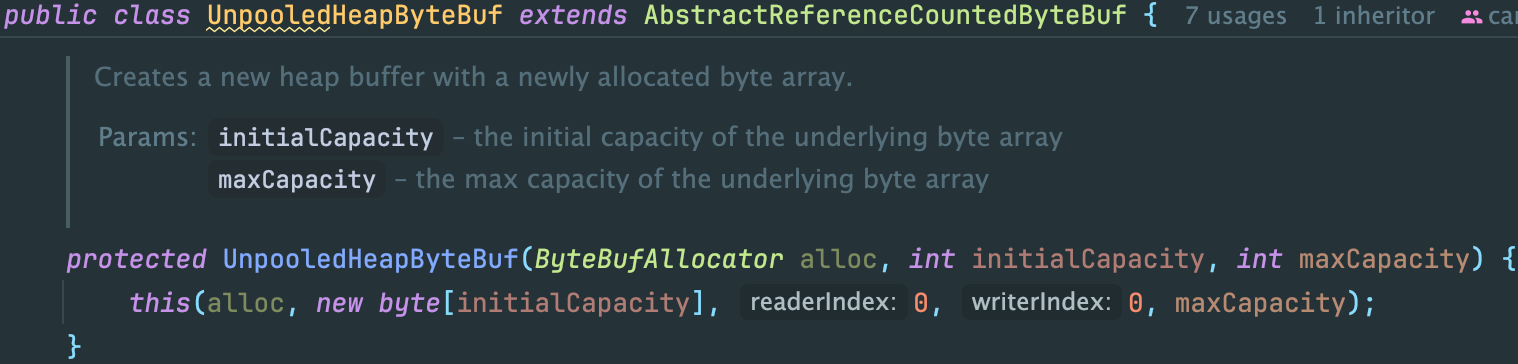 public class UnpooledHeapByteBuf extends AbstractReferenceCountedByteBuf { 7 usages 1 inheritor
Creates a new heap buffer with a newly allocated byte array.
Params: initialCapacity – the initial capacity of the underlying byte array
maxCapacity – the max capacity of the underlying byte array
protected UnpooledHeapByteBuf(ByteBufAllocator alloc, int initialCapacity, int maxCapacity) {
this(alloc, new byte[initialCapacity], readerIndex: 0, writerIndex: 0, maxCapacity);
}